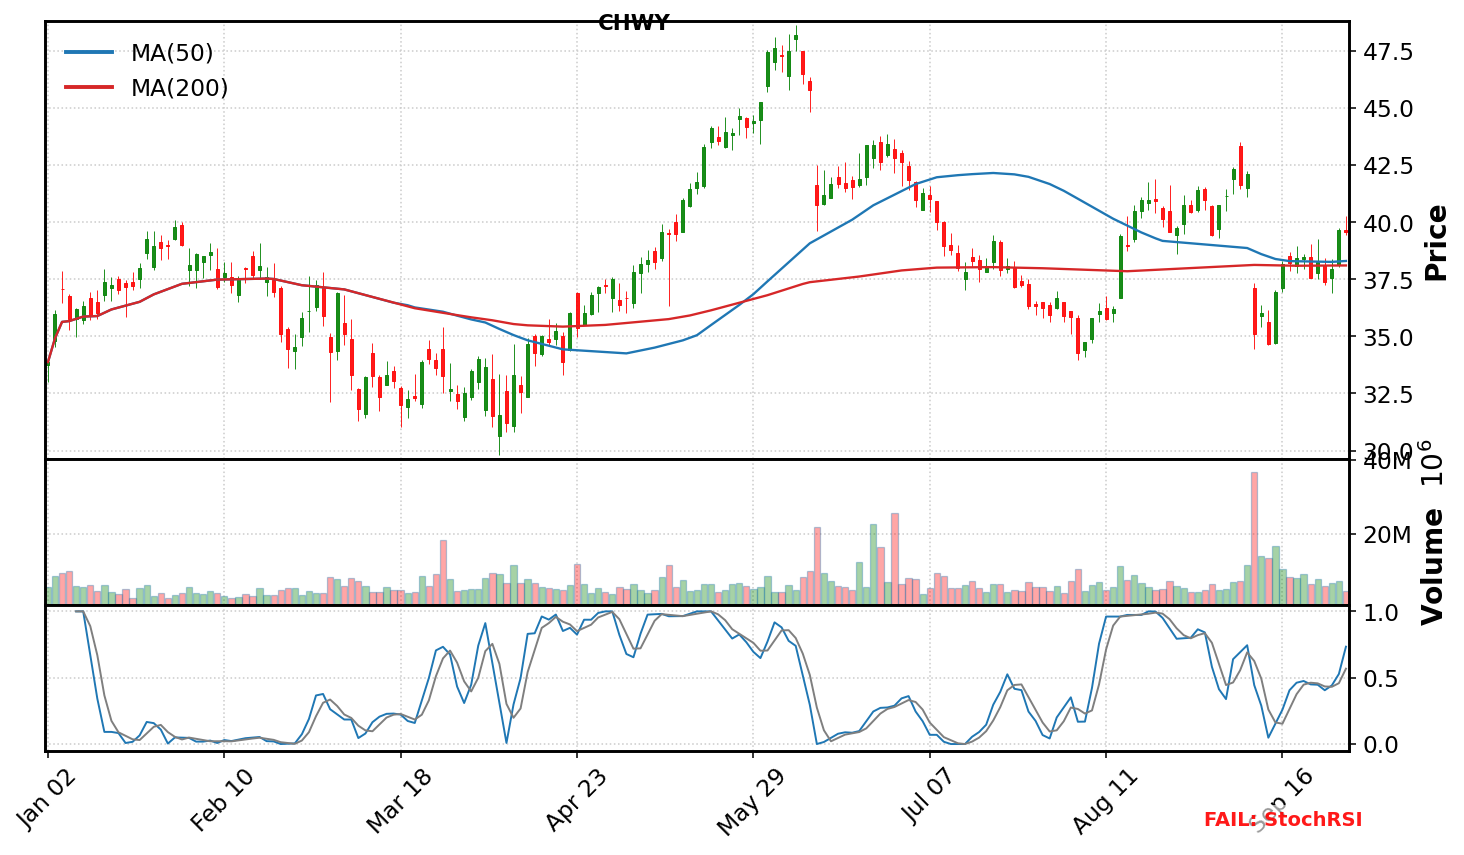 CHWY
MA(50)
MA(200)
47.5
45.0
42.5
40.0
37.5
35.0
32.5
30.0
Price
40M
20M
Volume 10^6
1.0
0.5
0.0
Jan 02
Feb 10
Mar 18
Apr 23
May 29
Jul 07
Aug 11
Sep 16
FAIL: StochRSI